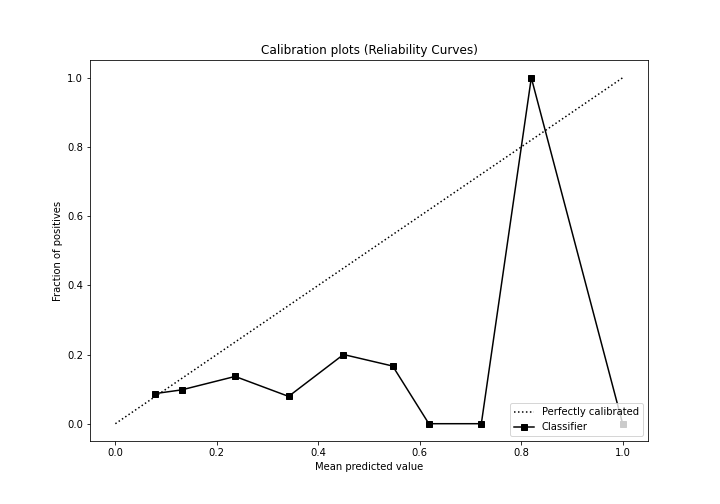 Calibration plots (Reliability Curves)
1.0
0.8
0.6
0.4
0.2
0.0
Fraction of positives
0.0 0.2 0.4 0.6 0.8 1.0
Mean predicted value
Perfectly calibrated
Classifier